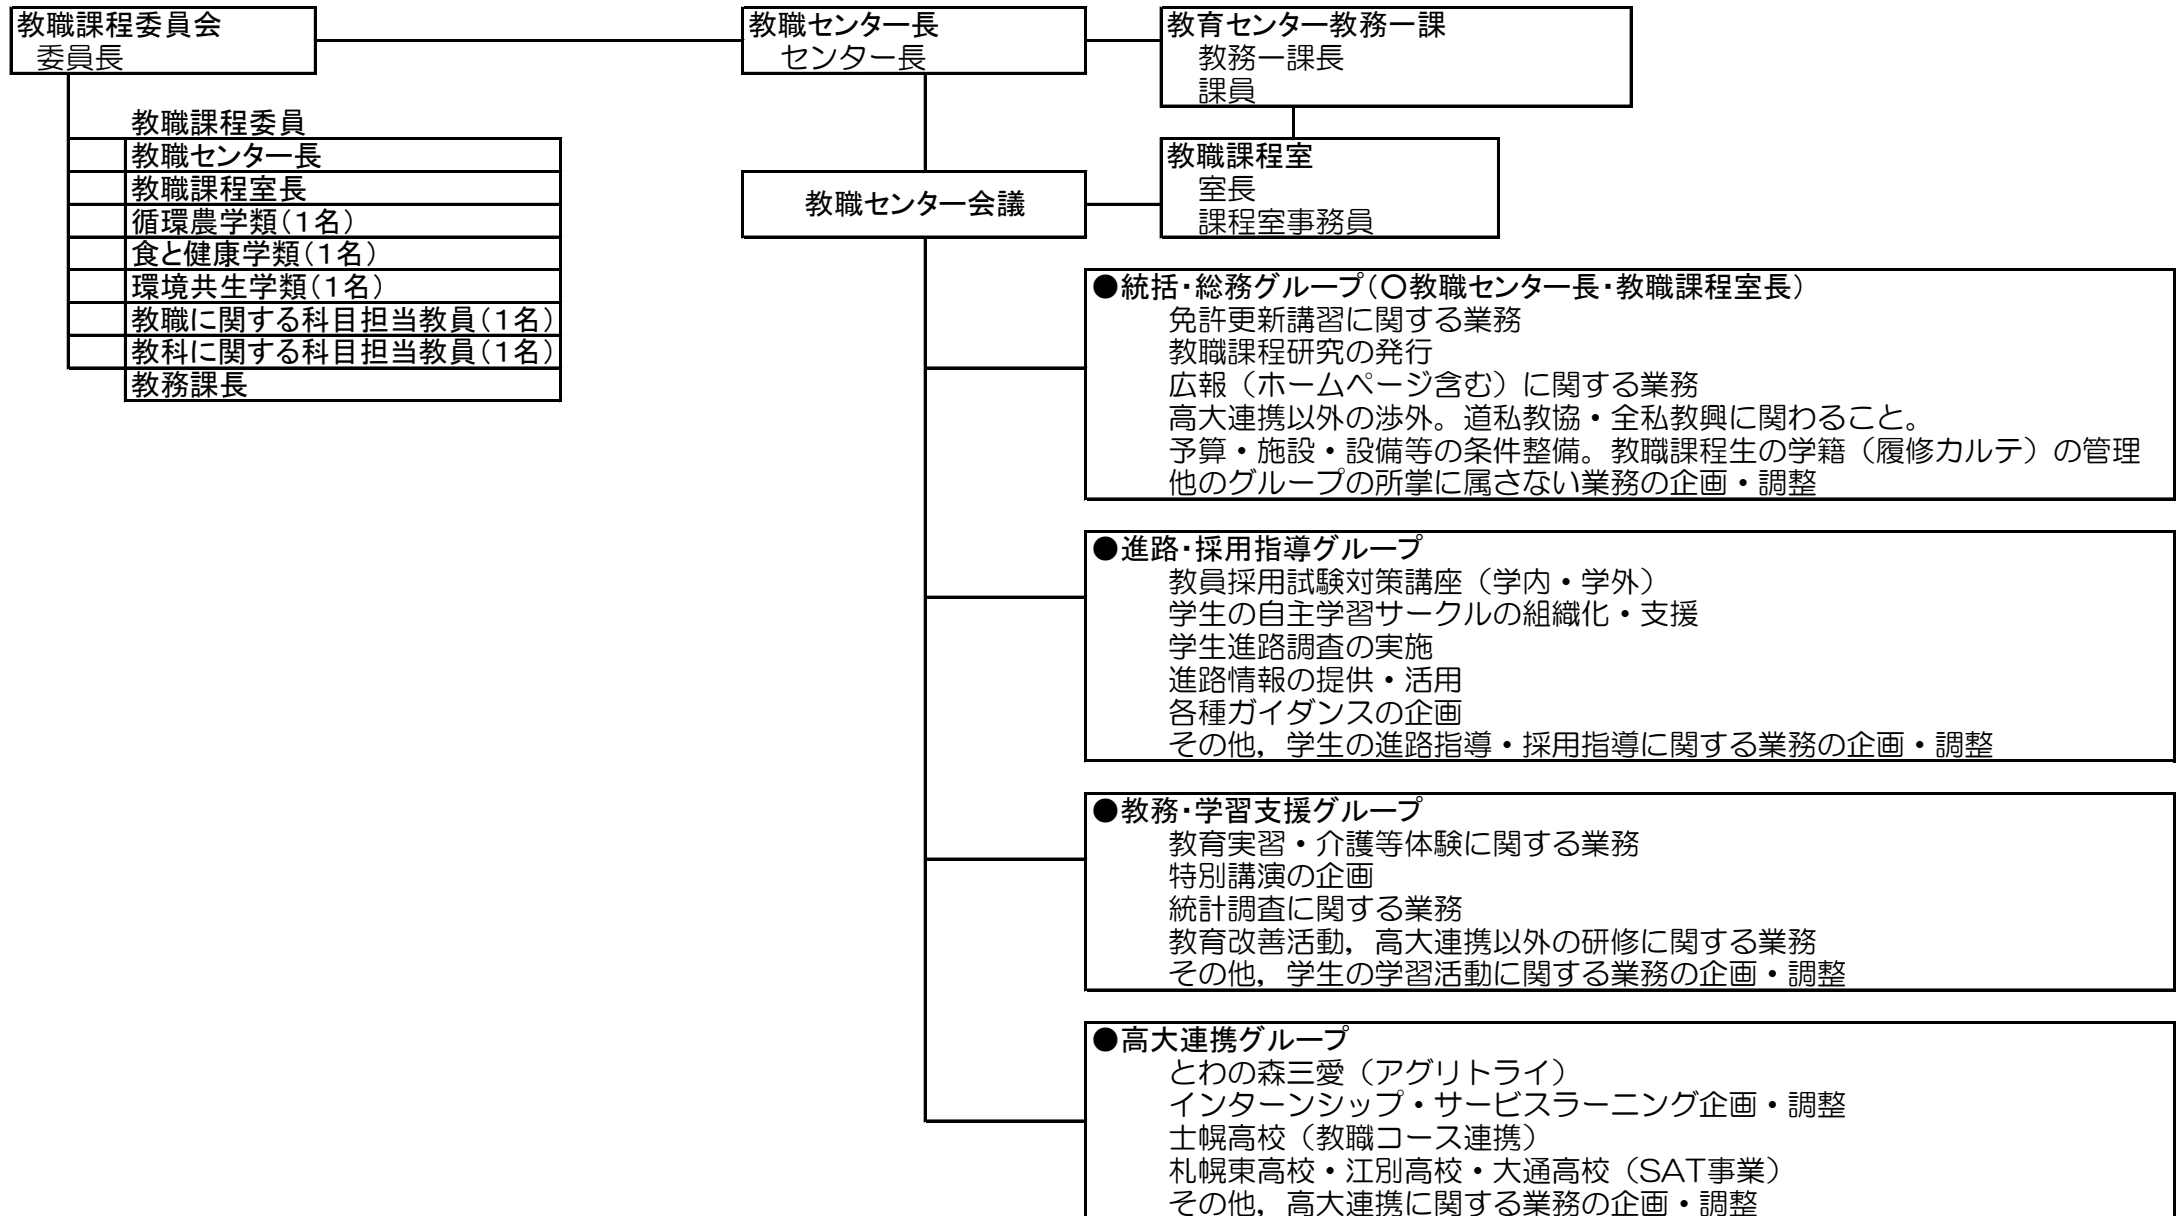 教職課程委員会
委員長
教職センター長
センター長
教育センター教務一課
教務一課長
課員
教職課程委員
教職センター長
教職課程室長
循環農学類(1名)
食と健康学類(1名)
環境共生学類(1名)
教職に関する科目担当教員(1名)
教科に関する科目担当教員(1名)
教務課長
教職センター会議
教職課程室
室長
課程室事務員
●統括・総務グループ(○教職センター長・教職課程室長)
免許更新講習に関する業務
教職課程研究の発行
広報（ホームページ含む）に関する業務
高大連携以外の渉外。道私教協・全私教興に関わること。
予算・施設・設備等の条件整備。教職課程生の学籍（履修カルテ）の管理
他のグループの所掌に属さない業務の企画・調整
●進路・採用指導グループ
教員採用試験対策講座（学内・学外）
学生の自主学習サークルの組織化・支援
学生進路調査の実施
進路情報の提供・活用
各種ガイダンスの企画
その他，学生の進路指導・採用指導に関する業務の企画・調整
●教務・学習支援グループ
教育実習・介護等体験に関する業務
特別講演の企画
統計調査に関する業務
教育改善活動，高大連携以外の研修に関する業務
その他，学生の学習活動に関する業務の企画・調整
●高大連携グループ
とわの森三愛（アグリトライ）
インターンシップ・サービスラーニング企画・調整
士幌高校（教職コース連携）
札幌東高校・江別高校・大通高校（SAT事業）
その他，高大連携に関する業務の企画・調整